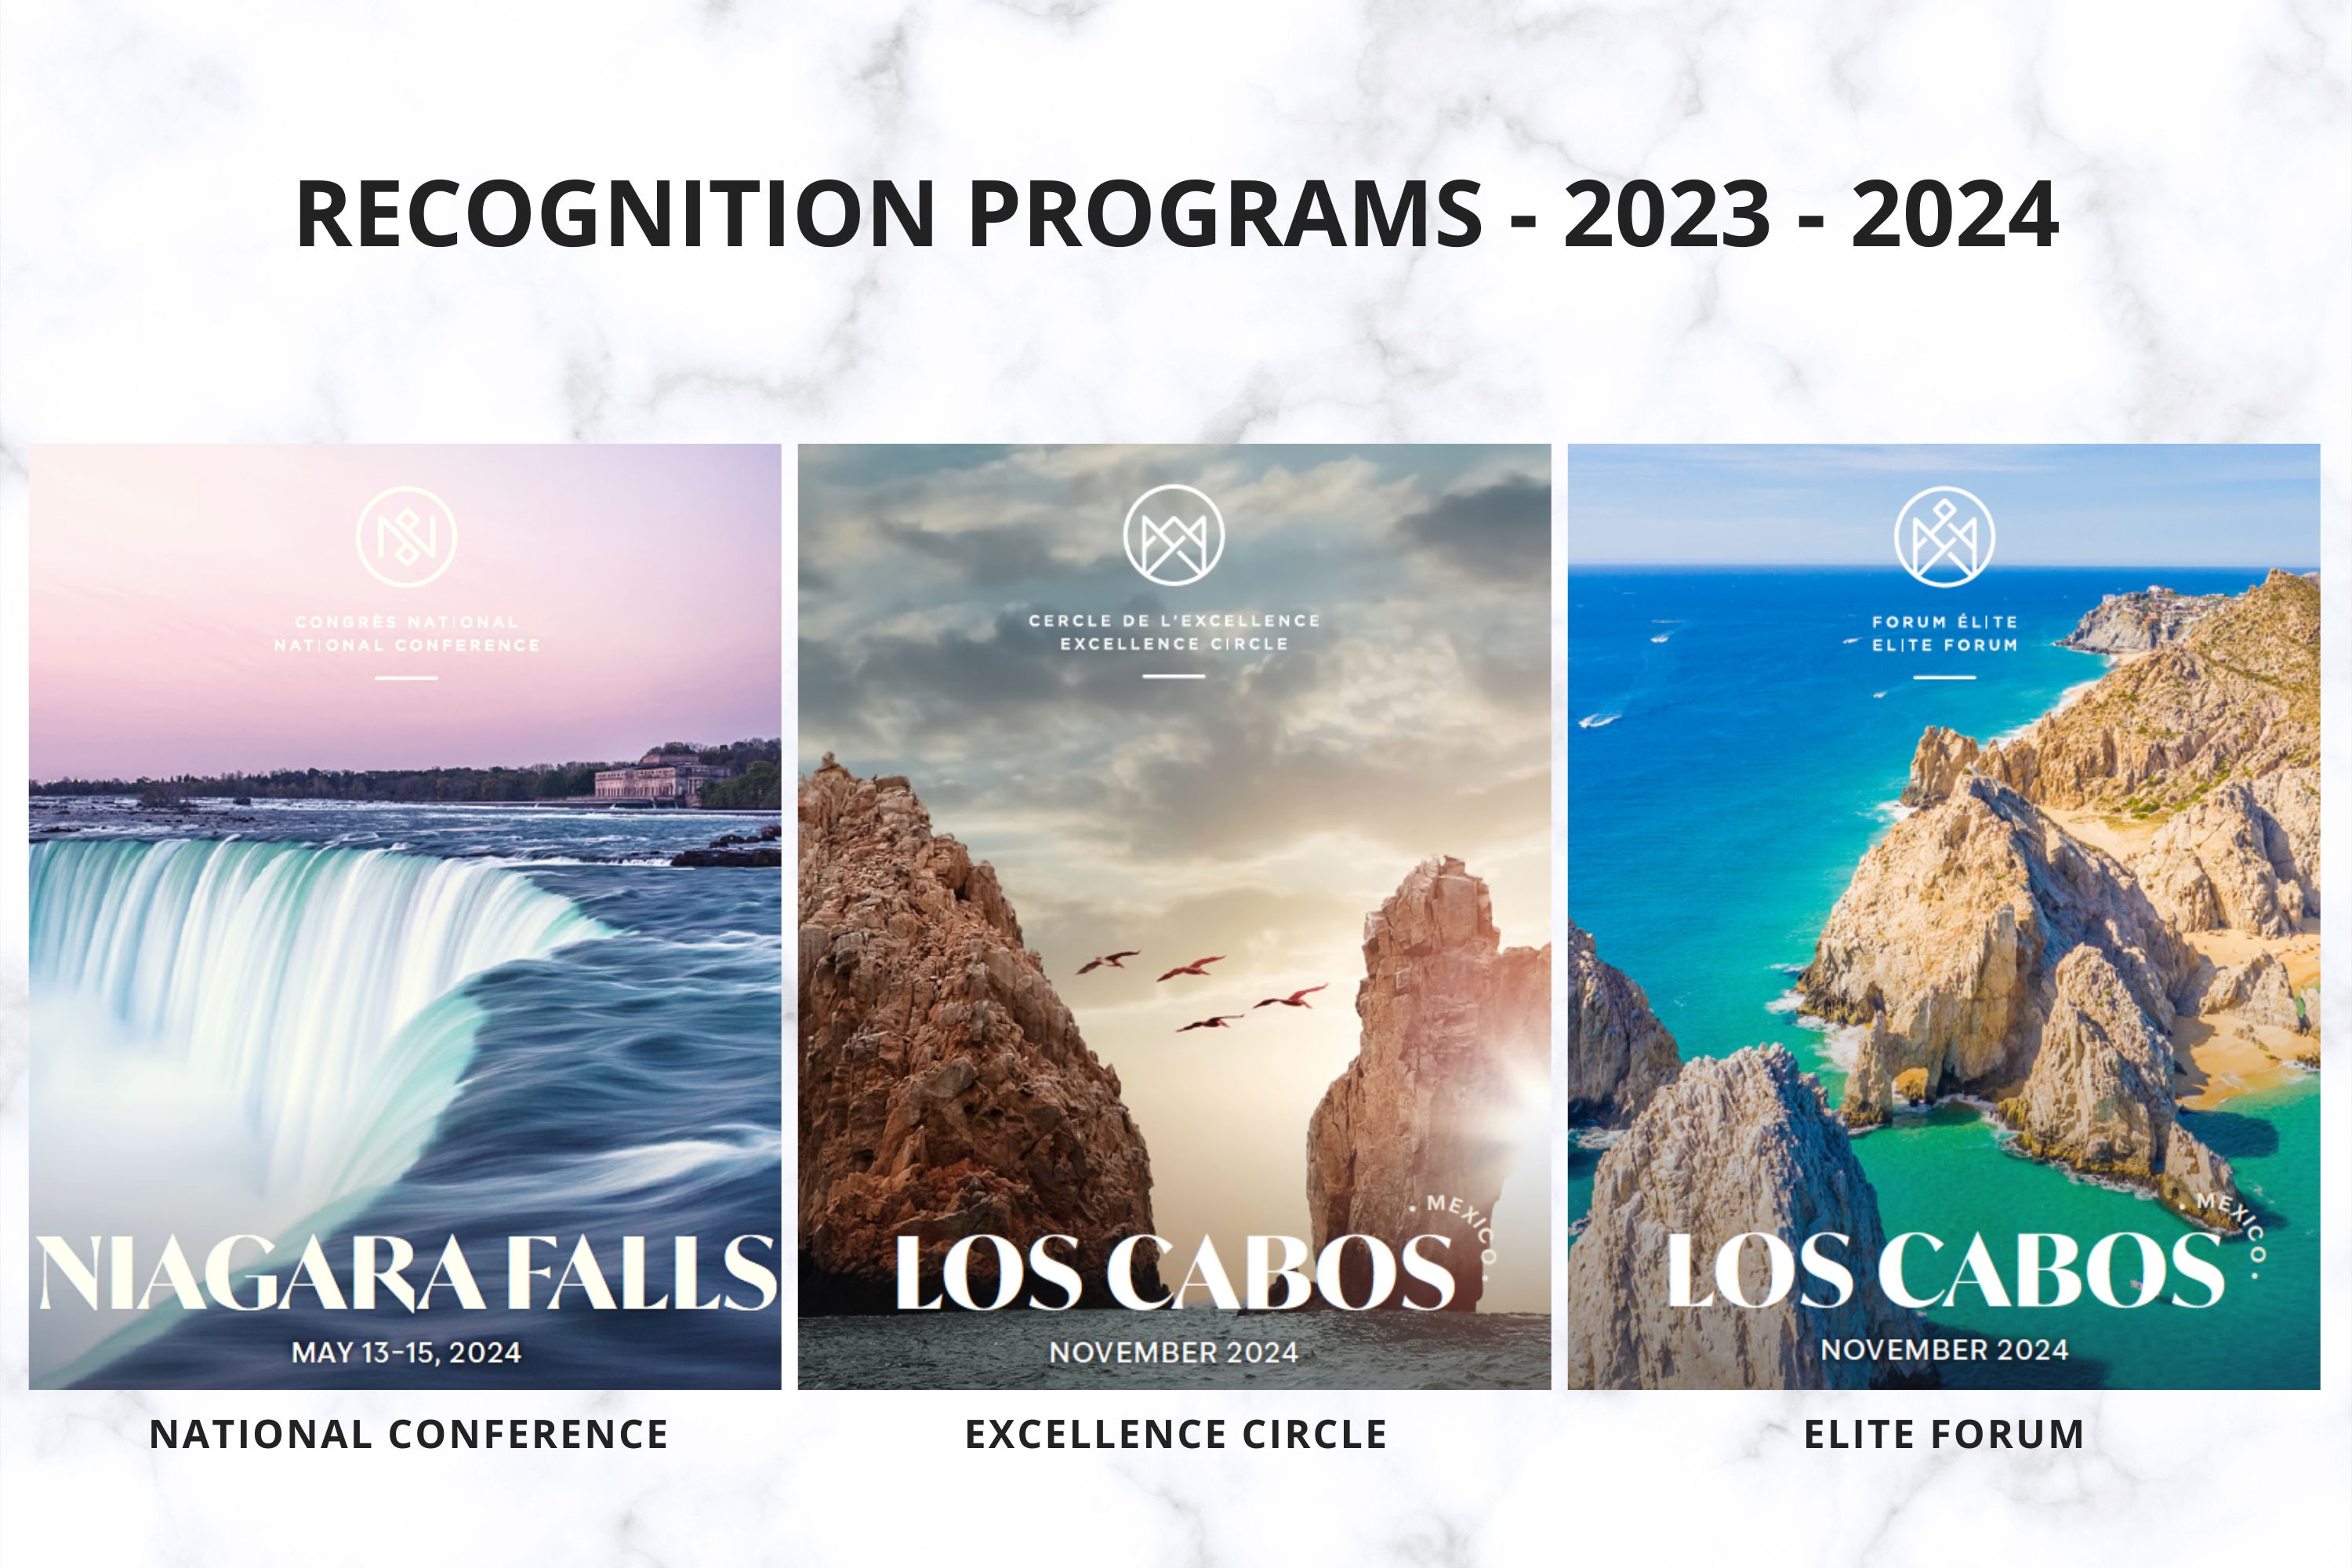 RECOGNITION PROGRAMS - 2023 - 2024
CONGRÈS NATIONAL
NATIONAL CONFERENCE
NIAGARA FALLS
MAY 13-15, 2024
NATIONAL CONFERENCE
CERCLE DE L'EXCELLENCE
EXCELLENCE CIRCLE
• MEXICO •
LOS CABOS
NOVEMBER 2024
EXCELLENCE CIRCLE
FORUM ÉLITE
ELITE FORUM
• MEXICO •
LOS CABOS
NOVEMBER 2024
ELITE FORUM